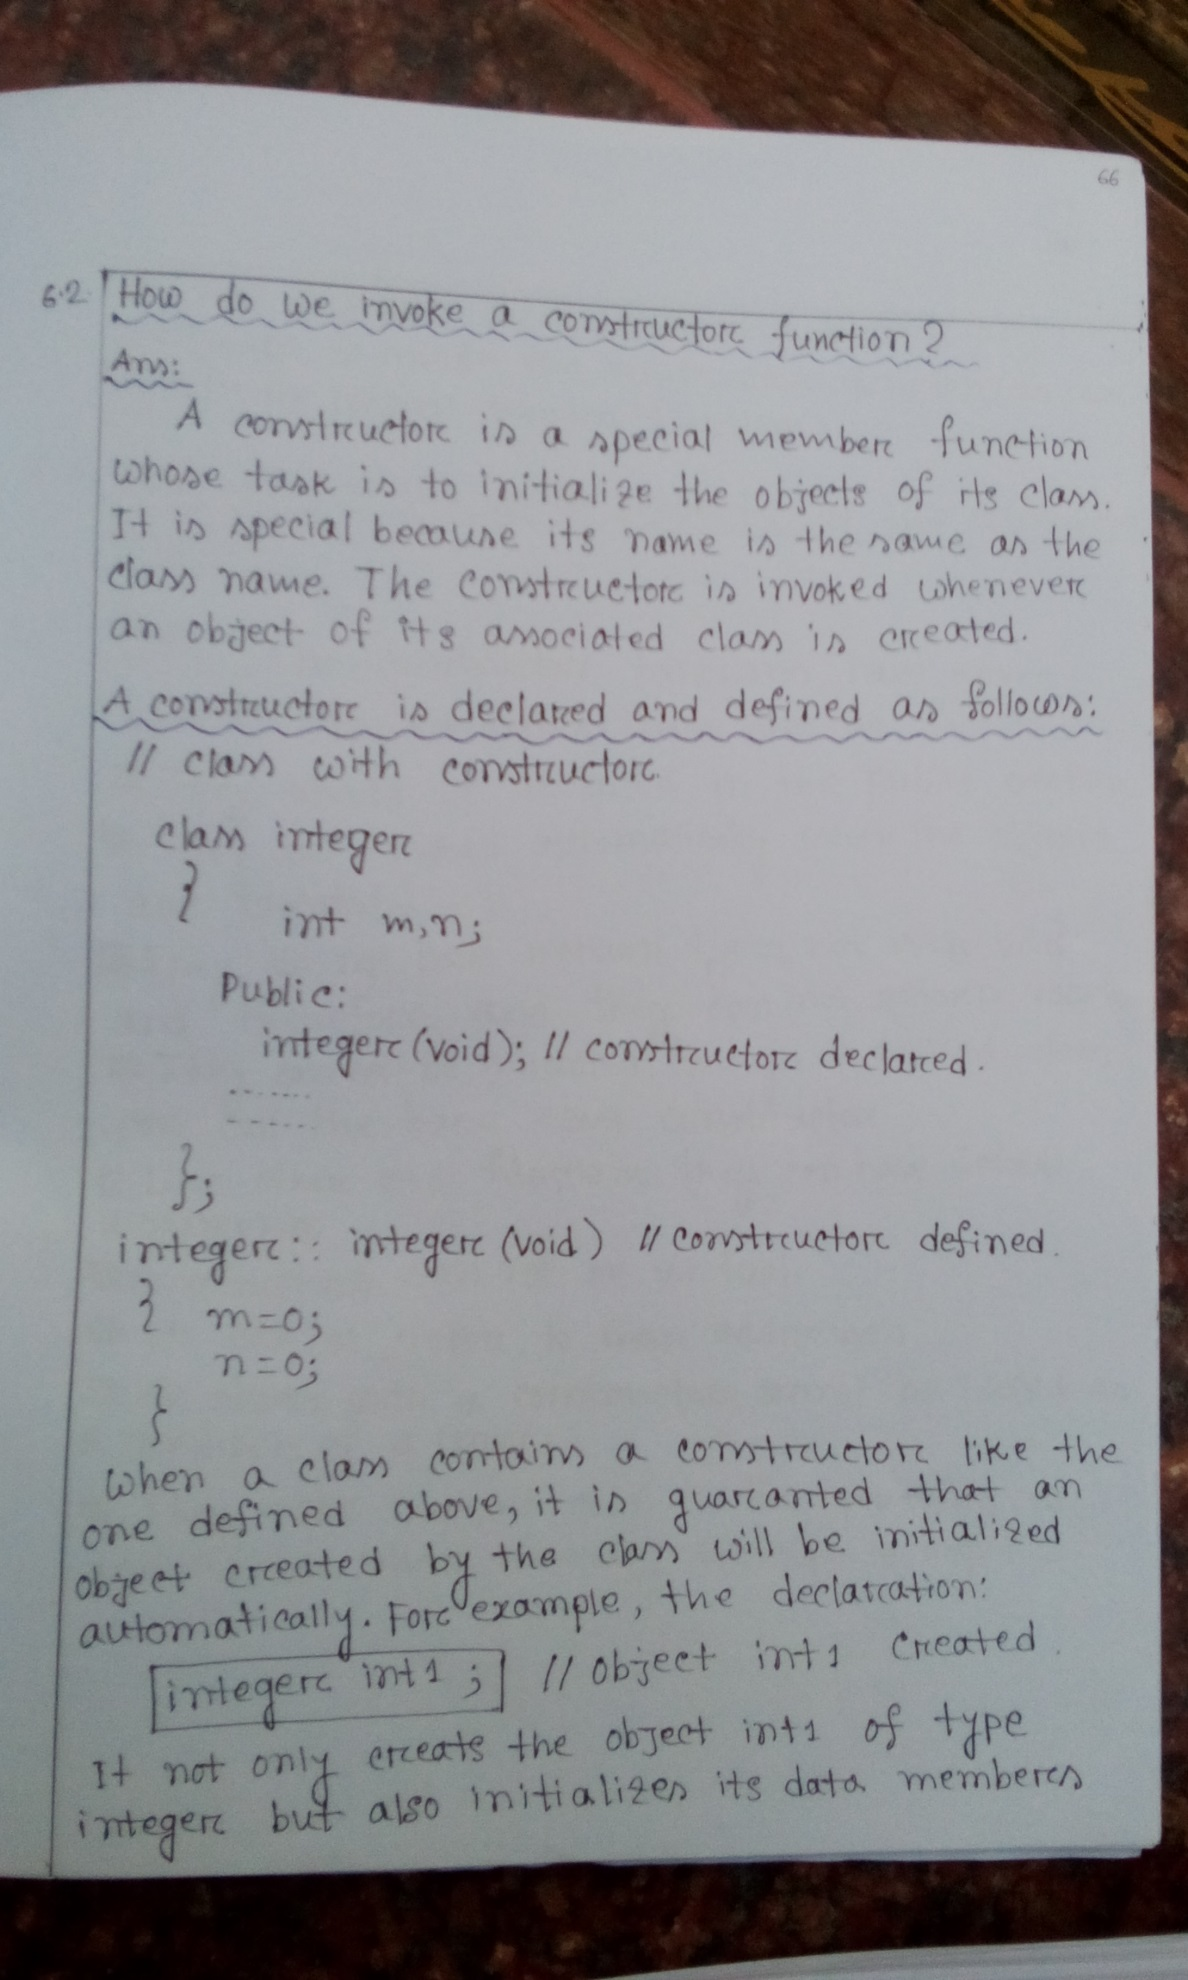 66
6.2 How do we invoke a constructor function?
Ans:
A constructor is a special member function
whose task is to initialize the objects of its class.
It is special because its name is the same as the
class name. The constructor is invoked whenever
an object of its associated class is created.
A constructor is declared and defined as follows:
// class with constructor.
class integer
{
int m,n;
Public:
integer (void); // constructor declared.
.......
------
};
integer:: integer (void) // constructor defined.
{ m=0;
n=0;
}
When a class contains a constructor like the
one defined above, it is guaranted that an
object created by the class will be initialized
automatically. For example, the declaration:
integer int1 ; // object int1 created.
It not only creats the object int1 of type
integer but also initializes its data members